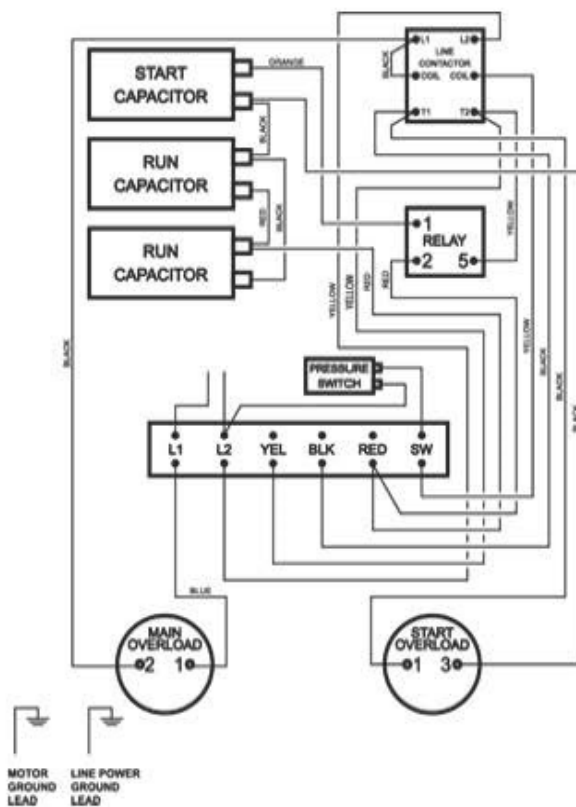 L1 L2
LINE
CONTACTOR
COIL COIL
T1 T2
BLACK
START
CAPACITOR
ORANGE
BLACK
RUN
CAPACITOR
RED
BLACK
RUN
CAPACITOR
1
RELAY
2 5
YELLOW
RED
YELLOW
YELLOW
RED
YELLOW
BLACK
BLACK
BLACK
BLACK
PRESSURE
SWITCH
L1 L2 YEL BLK RED SW
BLUE
MAIN
OVERLOAD
2 1
START
OVERLOAD
1 3
MOTOR
GROUND
LEAD
LINE POWER
GROUND
LEAD